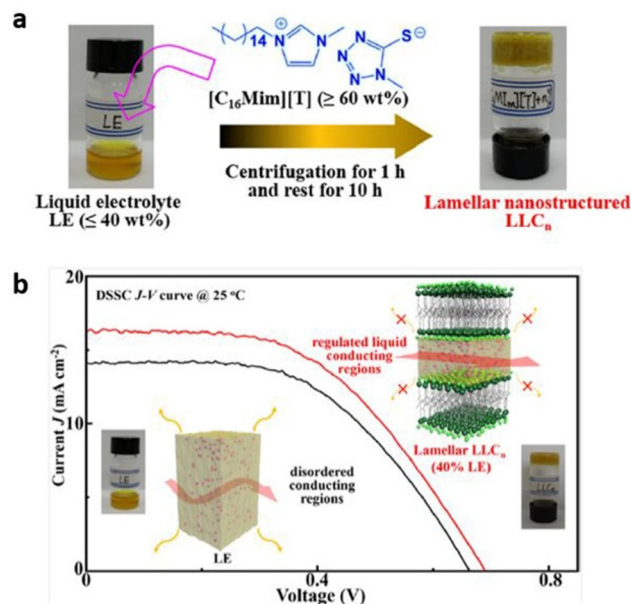 a
14
N
N
N
N
N
N
S
[C₁₆Mim][T] (≥ 60 wt%)
LE
Centrifugation for 1 h
and rest for 10 h
Liquid electrolyte
LE (≤ 40 wt%)
Lamellar nanostructured
LLCₙ
b
DSSC J-V curve @ 25 °C
20
10
0
Current J (mA cm⁻²)
regulated liquid
conducting
regions
Lamellar LLCₙ
(40% LE)
LE
disordered
conducting
regions
LE
LLCₙ
0
0.4
0.8
Voltage (V)